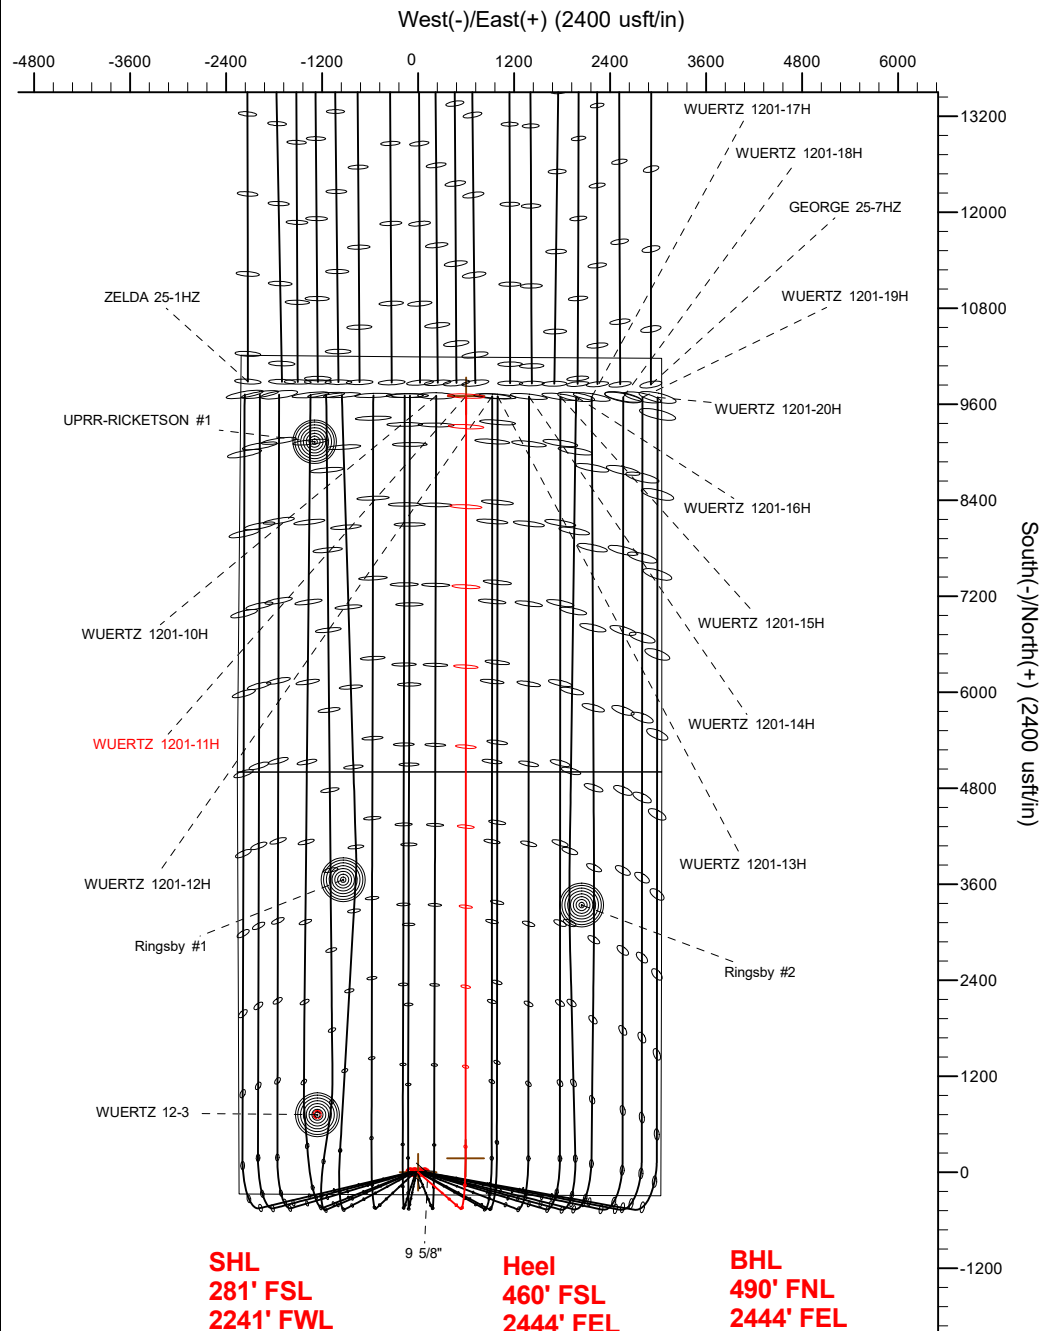 West(-)/East(+) (2400 usft/in)
-4800 -3600 -2400 -1200 0 1200 2400 3600 4800 6000
WUERTZ 1201-17H
13200
WUERTZ 1201-18H
GEORGE 25-7HZ
12000
ZELDA 25-1HZ
WUERTZ 1201-19H
10800
UPRR-RICKETSON #1
WUERTZ 1201-20H
9600
WUERTZ 1201-16H
8400
South(-)/North(+) (2400 usft/in)
7200
WUERTZ 1201-10H
WUERTZ 1201-15H
6000
WUERTZ 1201-11H
WUERTZ 1201-14H
4800
WUERTZ 1201-12H
WUERTZ 1201-13H
3600
Ringsby #1
Ringsby #2
2400
WUERTZ 12-3
1200
0
9 5/8"
-1200
SHL
281' FSL
2241' FWL
Heel
460' FSL
2444' FEL
BHL
490' FNL
2444' FEL